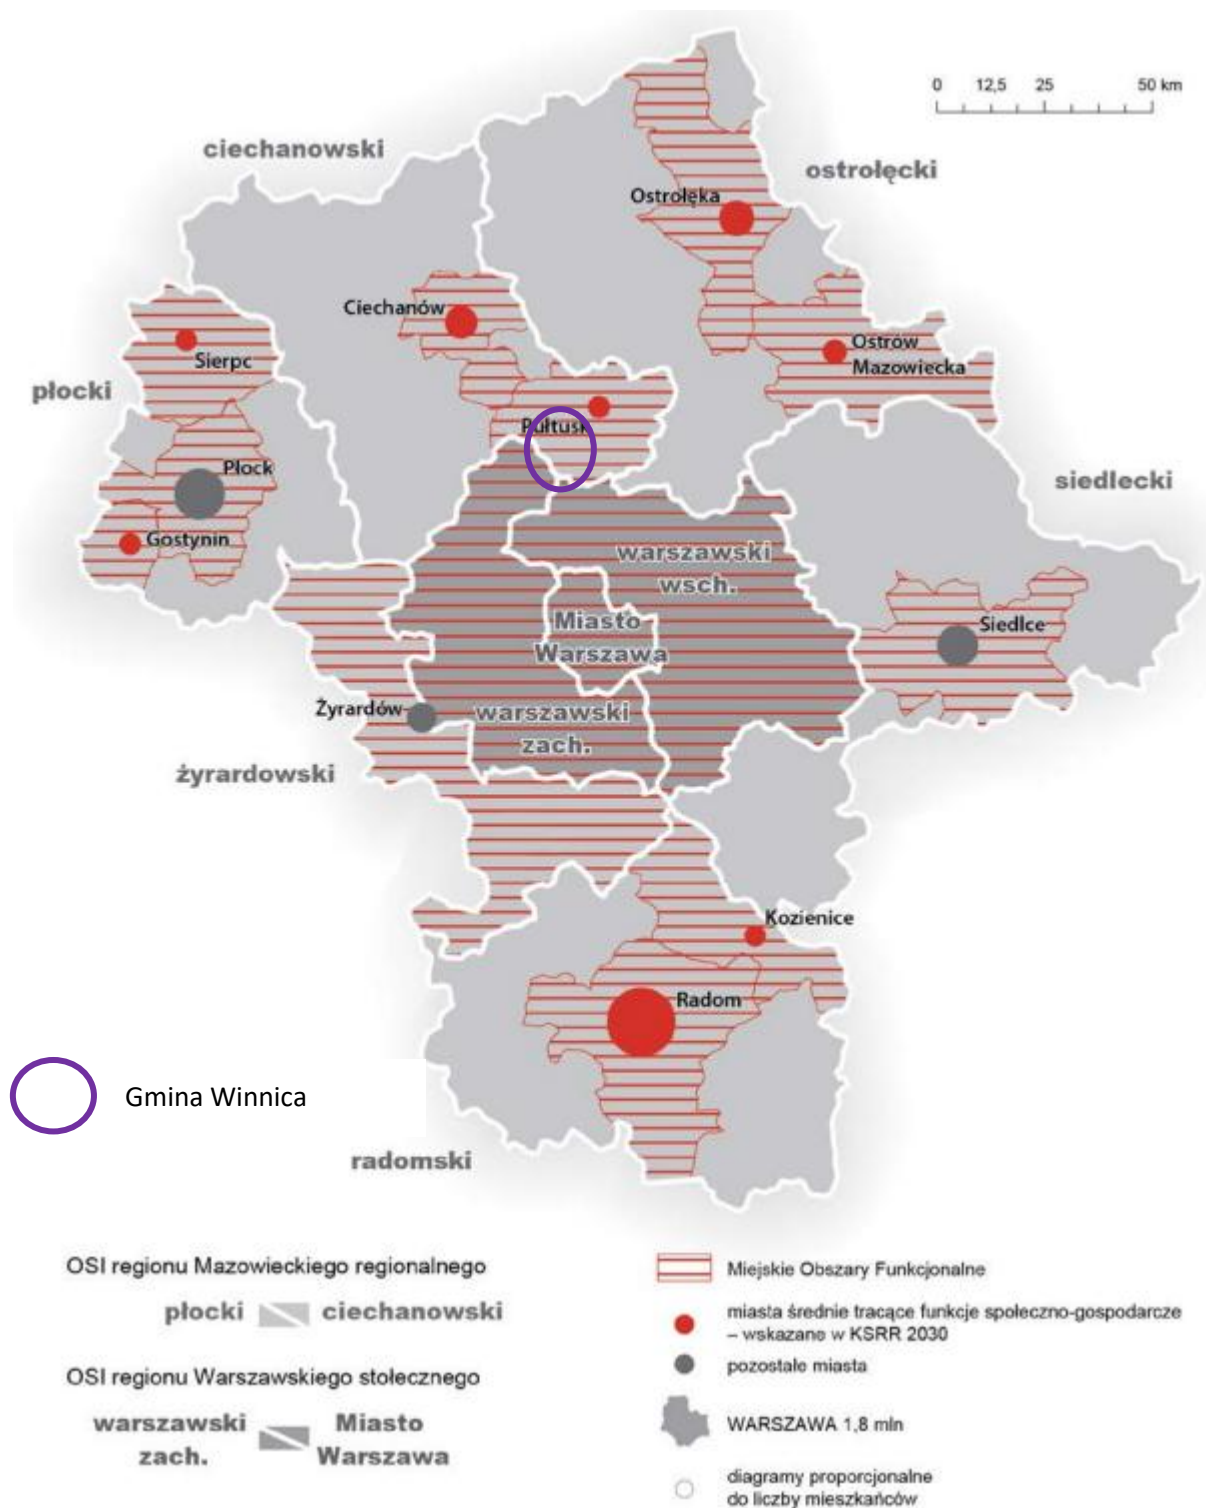 0 12,5 25 50 km
ciechanowski
ostrołęcki
Ostrołęka
Ciechanów
Sierpc
Ostrów
Mazowiecka
płocki
Pułtusk
Płock
siedlecki
Gostynin
warszawski
wsch.
Miasto
Warszawa
Siedlce
Żyrardów
warszawski
zach.
żyrardowski
Kozienice
Radom
Gmina Winnica
radomski
OSI regionu Mazowieckiego regionalnego
płocki ciechanowski
OSI regionu Warszawskiego stołecznego
warszawski
zach.
Miasto
Warszawa
Miejskie Obszary Funkcjonalne
miasta średnie tracące funkcje społeczno-gospodarcze
– wskazane w KSRR 2030
pozostałe miasta
WARSZAWA 1,8 mln
diagramy proporcjonalne
do liczby mieszkańców